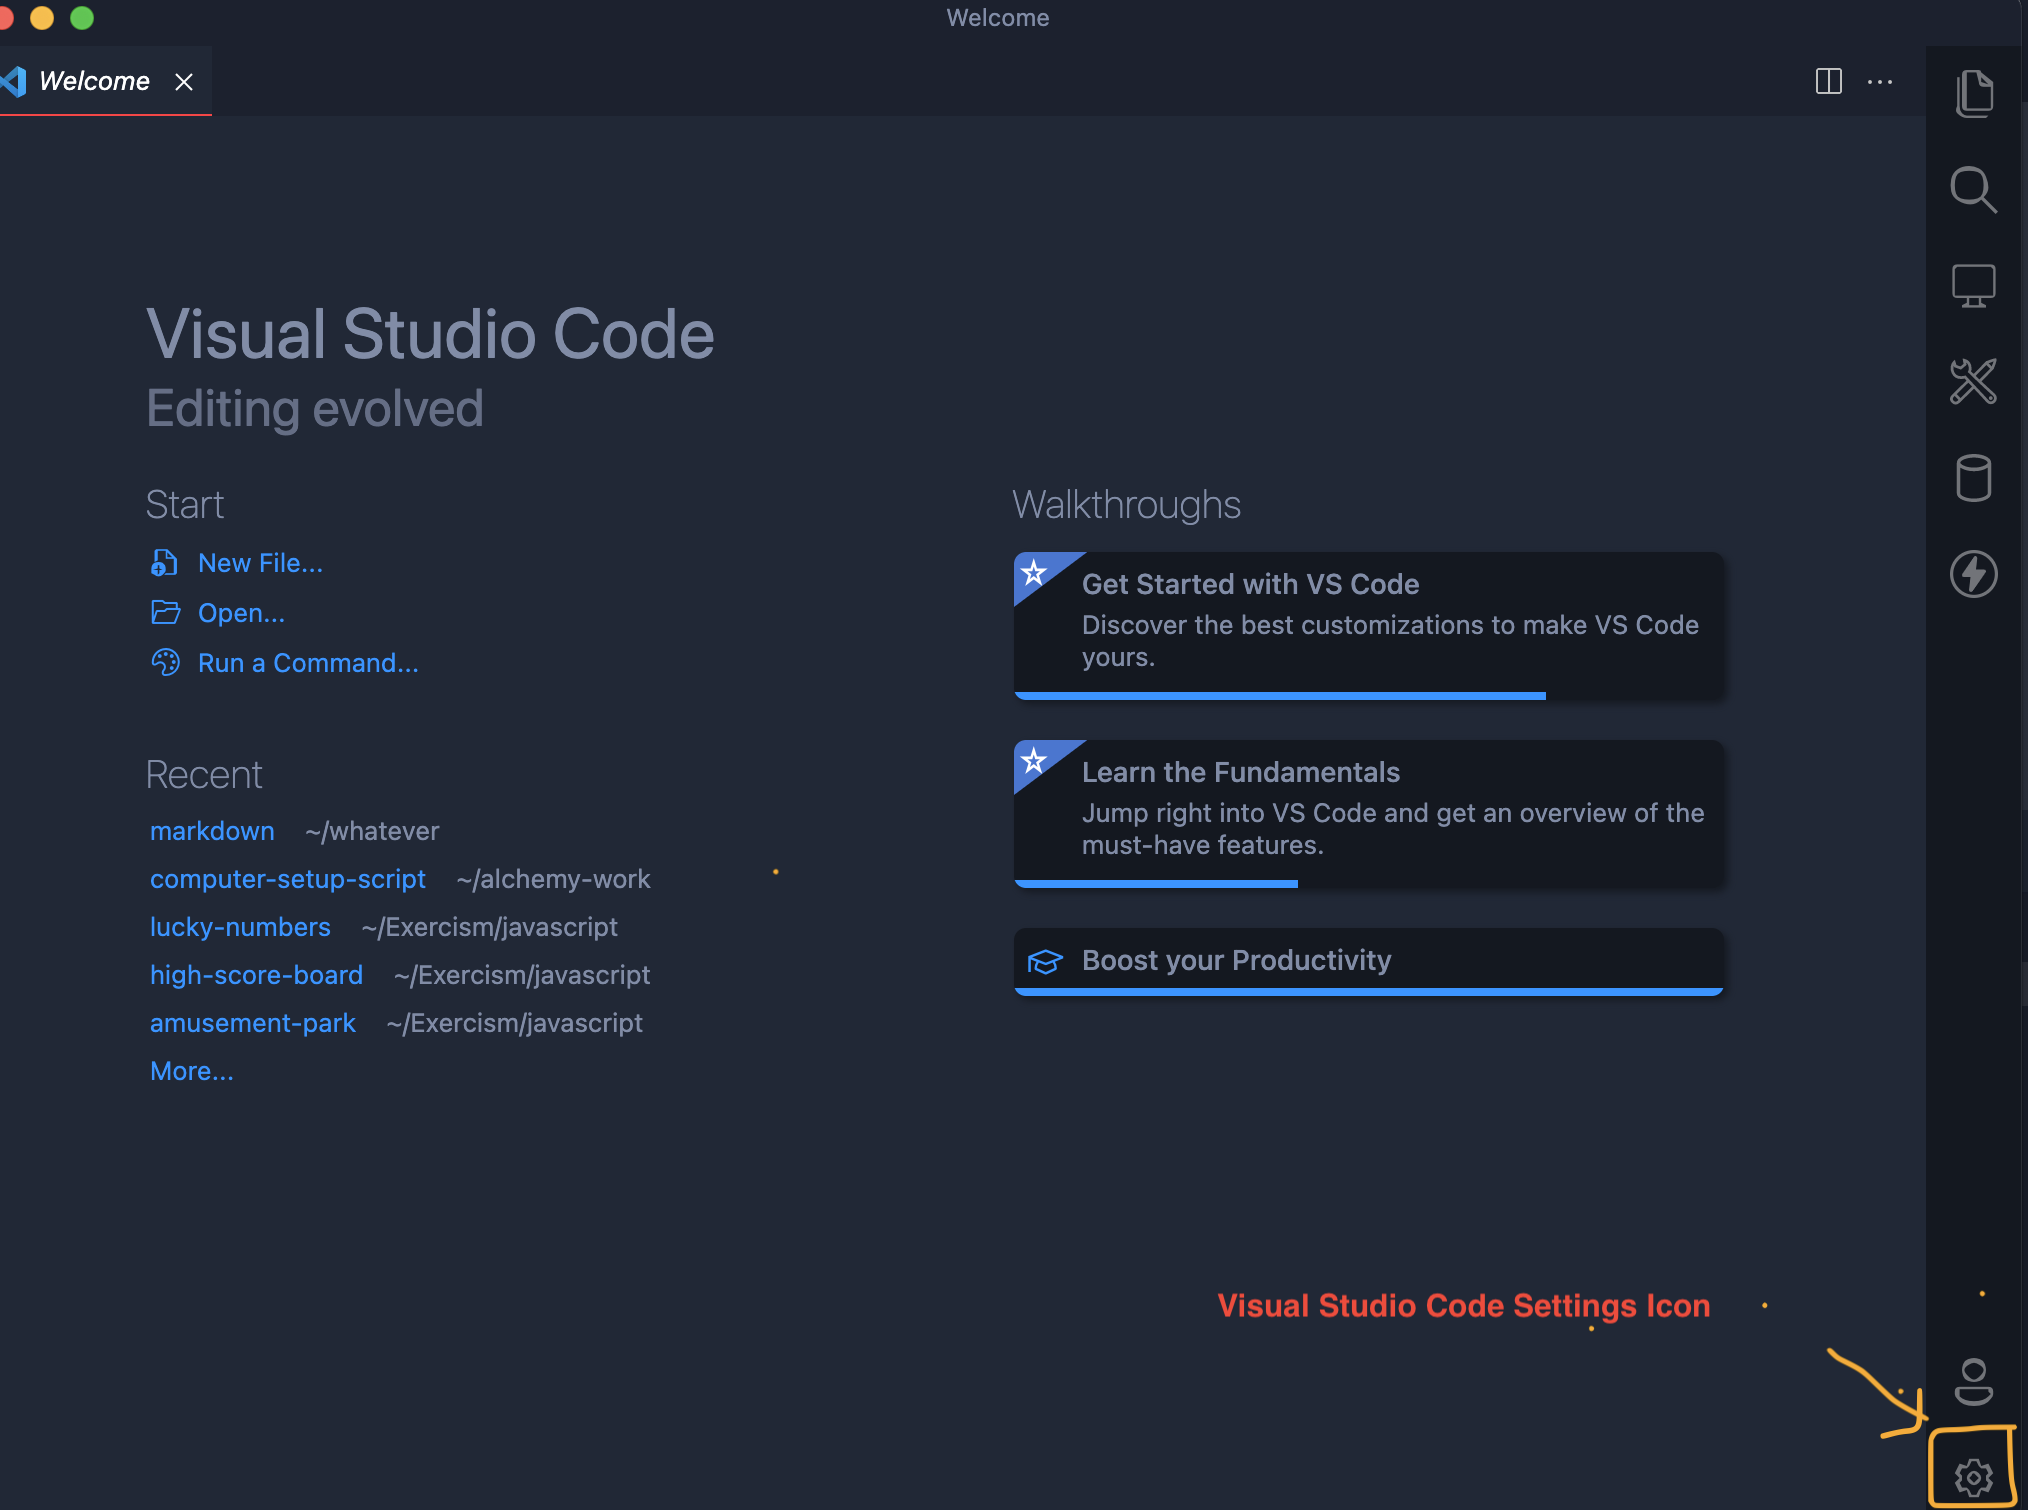 Welcome
Welcome
Visual Studio Code
Editing evolved
Start
New File...
Open...
Run a Command...
Recent
markdown ~/whatever
computer-setup-script ~/alchemy-work
lucky-numbers ~/Exercism/javascript
high-score-board ~/Exercism/javascript
amusement-park ~/Exercism/javascript
More...
Walkthroughs
Get Started with VS Code
Discover the best customizations to make VS Code
yours.
Learn the Fundamentals
Jump right into VS Code and get an overview of the
must-have features.
Boost your Productivity
Visual Studio Code Settings Icon